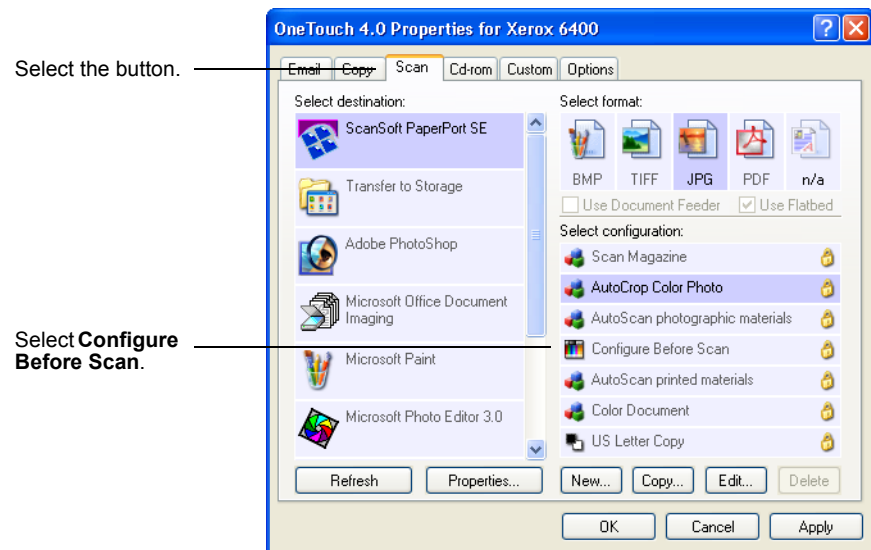 OneTouch 4.0 Properties for Xerox 6400
Select the button.
Email Copy Scan Cd-rom Custom Options
Select destination:
ScanSoft PaperPort SE
Transfer to Storage
Adobe PhotoShop
Microsoft Office Document
Imaging
Microsoft Paint
Microsoft Photo Editor 3.0
Refresh Properties...
Select format:
BMP TIFF JPG PDF n/a
Use Document Feeder Use Flatbed
Select configuration:
Scan Magazine
AutoCrop Color Photo
AutoScan photographic materials
Configure Before Scan
AutoScan printed materials
Color Document
US Letter Copy
New... Copy... Edit... Delete
Select Configure
Before Scan.
OK Cancel Apply